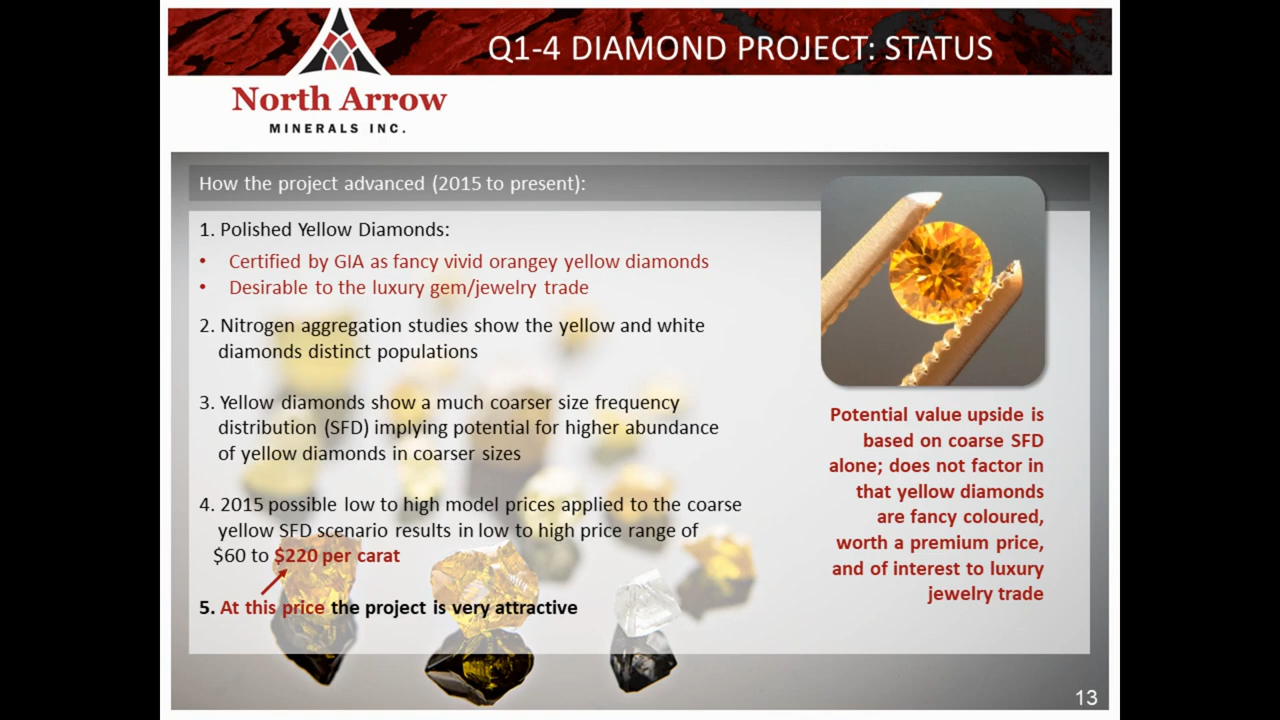 Q1-4 DIAMOND PROJECT: STATUS
North Arrow
MINERALS INC.
How the project advanced (2015 to present):
1. Polished Yellow Diamonds:
• Certified by GIA as fancy vivid orangey yellow diamonds
• Desirable to the luxury gem/jewelry trade
2. Nitrogen aggregation studies show the yellow and white
diamonds distinct populations
3. Yellow diamonds show a much coarser size frequency
distribution (SFD) implying potential for higher abundance
of yellow diamonds in coarser sizes
4. 2015 possible low to high model prices applied to the coarse
yellow SFD scenario results in low to high price range of
$60 to $220 per carat
5. At this price the project is very attractive
Potential value upside is
based on coarse SFD
alone; does not factor in
that yellow diamonds
are fancy coloured,
worth a premium price,
and of interest to luxury
jewelry trade
13